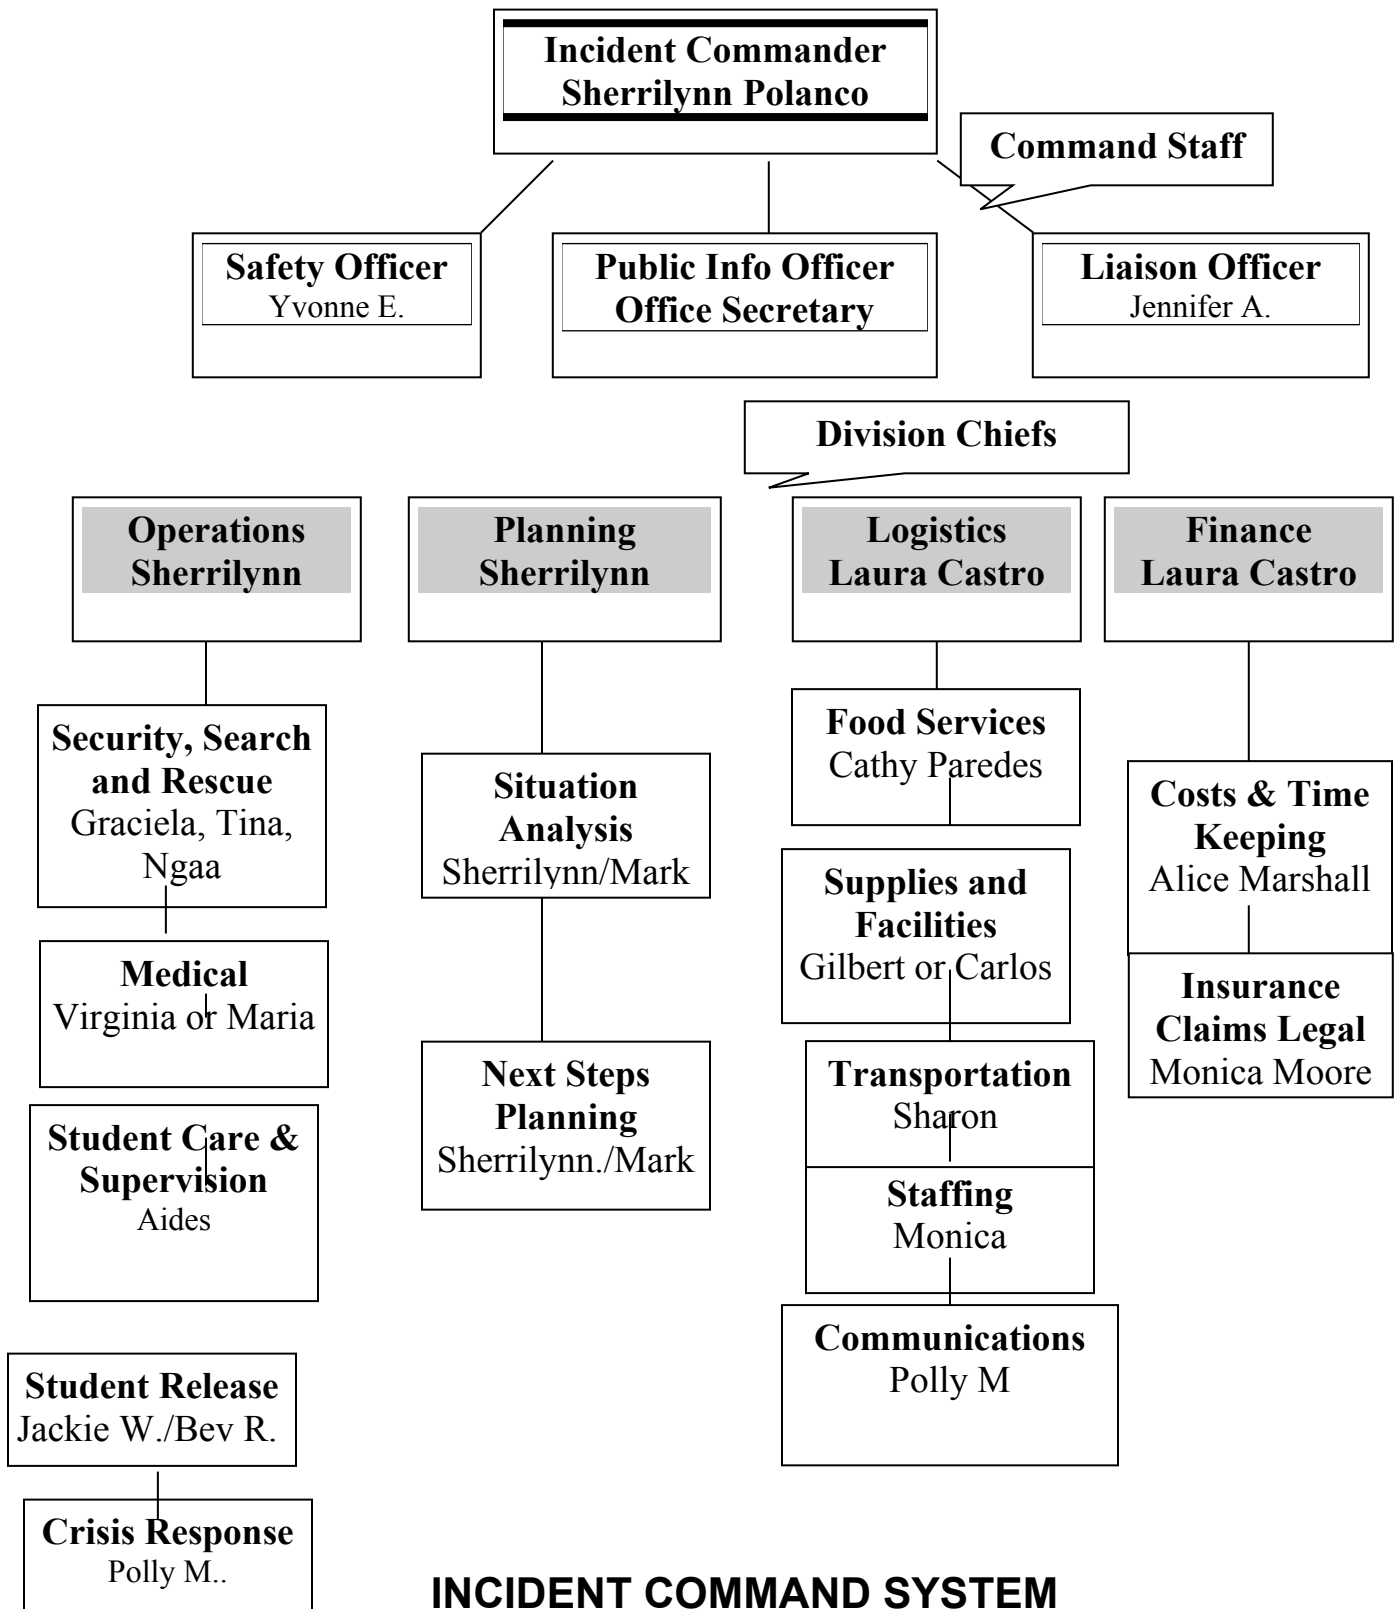 Incident Commander
Sherrilynn Polanco
Command Staff
Safety Officer
Yvonne E.
Public Info Officer
Office Secretary
Liaison Officer
Jennifer A.
Division Chiefs
Operations
Sherrilynn
Planning
Sherrilynn
Logistics
Laura Castro
Finance
Laura Castro
Security, Search
and Rescue
Graciela, Tina,
Ngaa
Medical
Virginia or Maria
Student Care &
Supervision
Aides
Student Release
Jackie W./Bev R.
Crisis Response
Polly M..
Situation
Analysis
Sherrilynn/Mark
Next Steps
Planning
Sherrilynn./Mark
Food Services
Cathy Paredes
Supplies and
Facilities
Gilbert or Carlos
Transportation
Sharon
Staffing
Monica
Communications
Polly M
Costs & Time
Keeping
Alice Marshall
Insurance
Claims Legal
Monica Moore
INCIDENT COMMAND SYSTEM